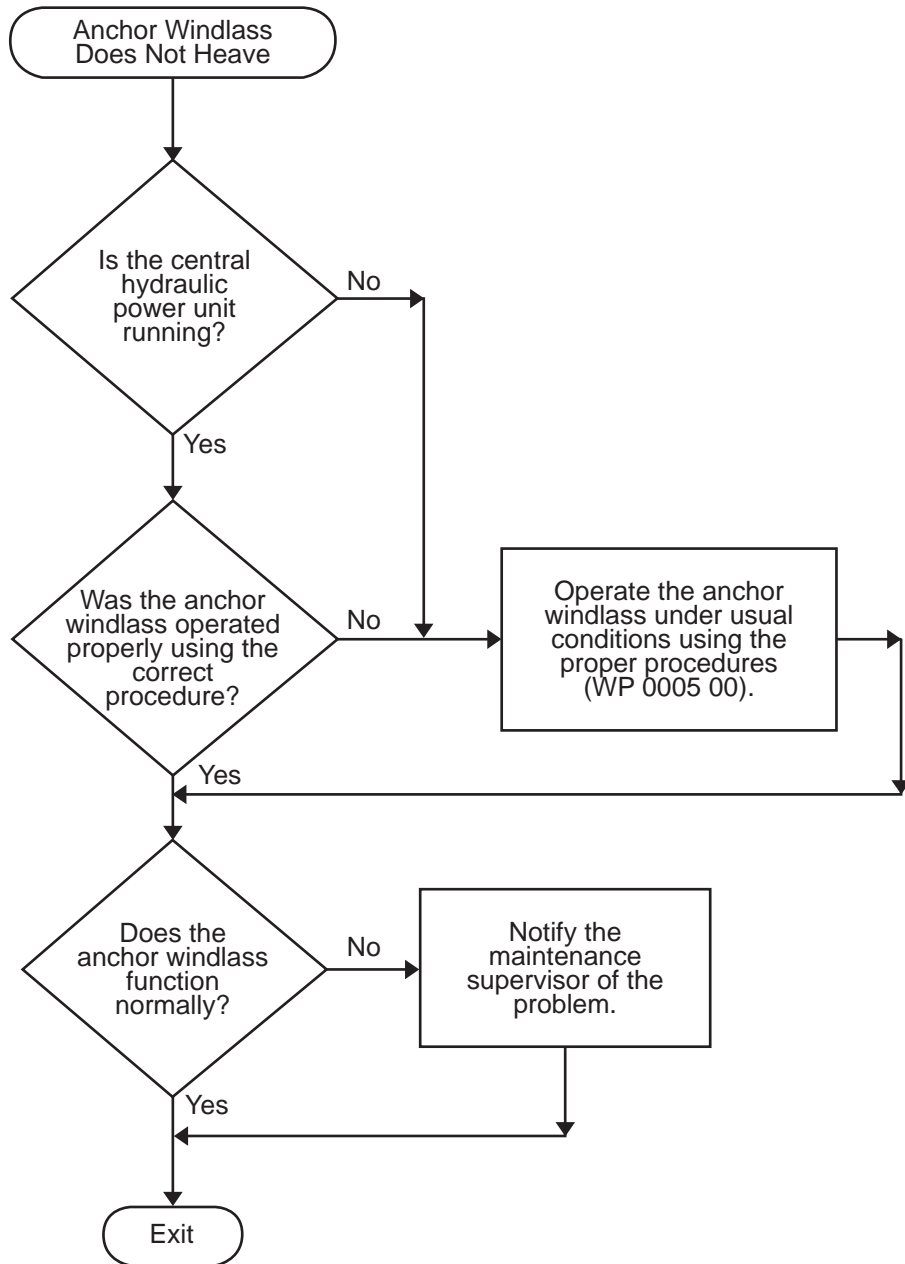 Anchor Windlass
Does Not Heave
Is the central
hydraulic
power unit
running?
No
Yes
Was the anchor
windlass operated
properly using the
correct
procedure?
No
Operate the anchor
windlass under usual
conditions using the
proper procedures
(WP 0005 00).
Yes
Does the
anchor windlass
function
normally?
No
Notify the
maintenance
supervisor of the
problem.
Yes
Exit